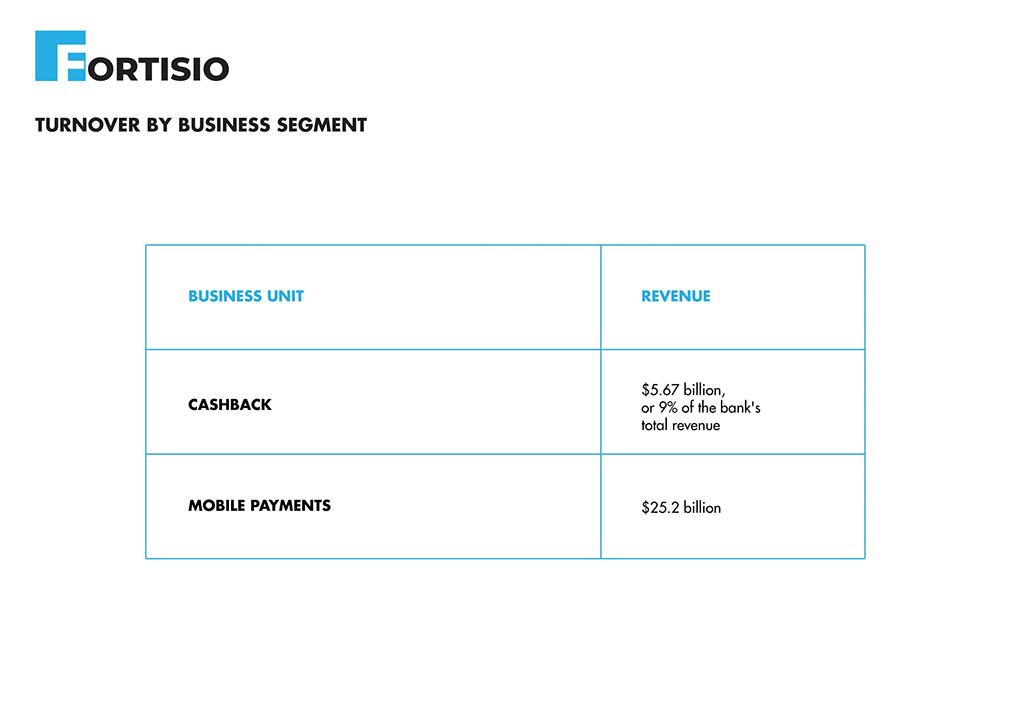 FORTISIO
TURNOVER BY BUSINESS SEGMENT
BUSINESS UNIT
REVENUE
CASHBACK
$5.67 billion,
or 9% of the bank's
total revenue
MOBILE PAYMENTS
$25.2 billion